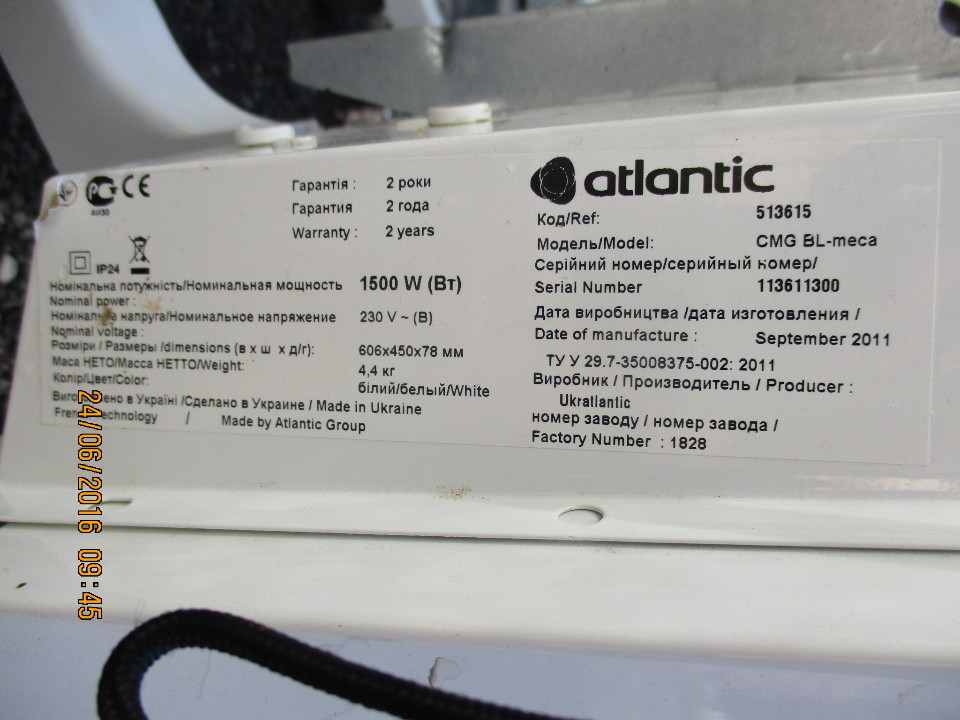 CE
АИ30
IP24
Гарантія : 2 роки
Гарантия 2 года
Warranty : 2 years
Номінальна потужність/Номинальная мощность 1500 W (Вт)
Nominal power :
Номінальна напруга/Номинальное напряжение 230 V ~ (В)
Nominal voltage :
Розміри / Размеры /dimensions (в х ш х д/г): 606х450х78 мм
Маса НЕТО/Масса НЕТТО/Weight: 4,4 кг
Колір/Цвет/Color: білий/белый/White
в Україні /Сделано в Украине / Made in Ukraine
technology / Made by Atlantic Group
atlantic
Код/Ref: 513615
Модель/Model: CMG BL-meca
Серійний номер/серийный номер/
Serial Number 113611300
Дата виробництва /дата изготовления /
Date of manufacture : September 2011
ТУ У 29.7-35008375-002: 2011
Виробник / Производитель / Producer :
Ukratlantic
номер заводу / номер завода /
Factory Number : 1828
24/06/2016 09:45